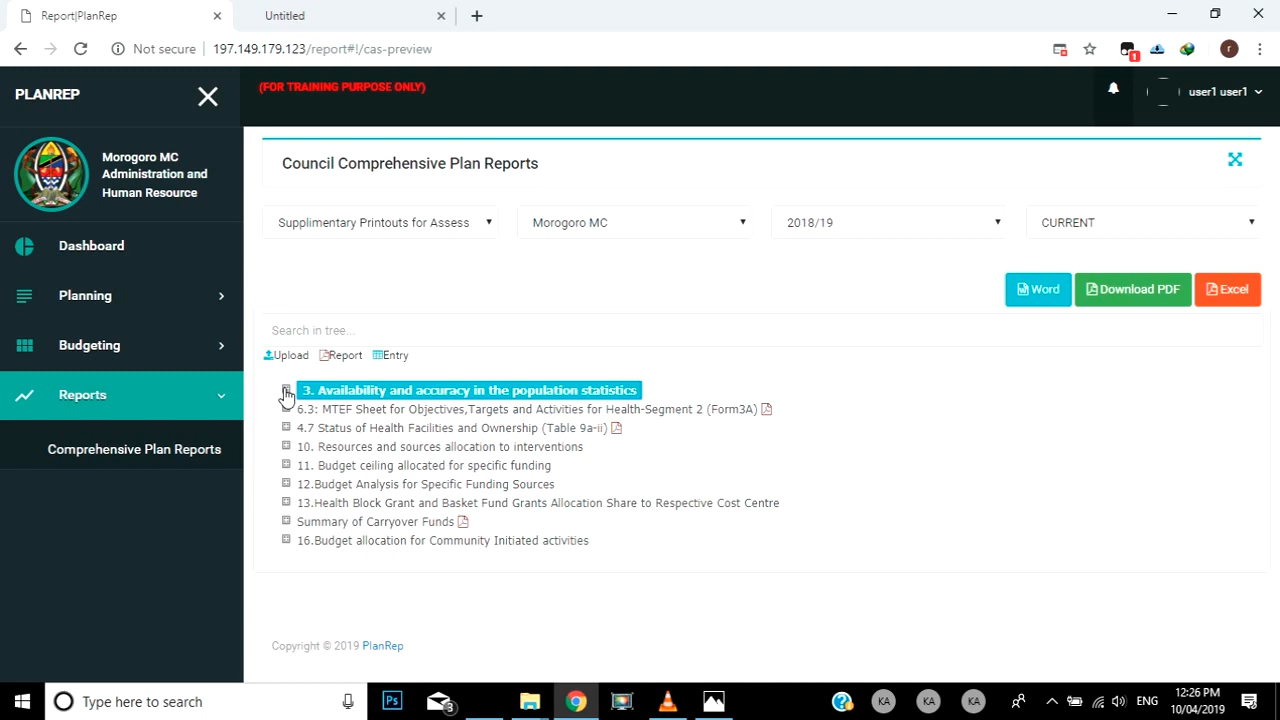 Report|PlanRep
Untitled
Not secure
197.149.179.123/report#!/cas-preview
1
r
PLANREP
(FOR TRAINING PURPOSE ONLY)
user1 user1
Morogoro MC
Administration and
Human Resource
Council Comprehensive Plan Reports
Supplimentary Printouts for Assess
Morogoro MC
2018/19
CURRENT
Dashboard
Planning
Budgeting
Reports
Comprehensive Plan Reports
Word
Download PDF
Excel
Search in tree...
Upload
Report
Entry
3. Availability and accuracy in the population statistics
6.3: MTEF Sheet for Objectives,Targets and Activities for Health-Segment 2 (Form3A)
4.7 Status of Health Facilities and Ownership (Table 9a-ii)
10. Resources and sources allocation to interventions
11. Budget ceiling allocated for specific funding
12.Budget Analysis for Specific Funding Sources
13.Health Block Grant and Basket Fund Grants Allocation Share to Respective Cost Centre
Summary of Carryover Funds
16.Budget allocation for Community Initiated activities
Copyright © 2019 PlanRep
Type here to search
Ps
3
KA
KA
KA
ENG
12:26 PM
10/04/2019